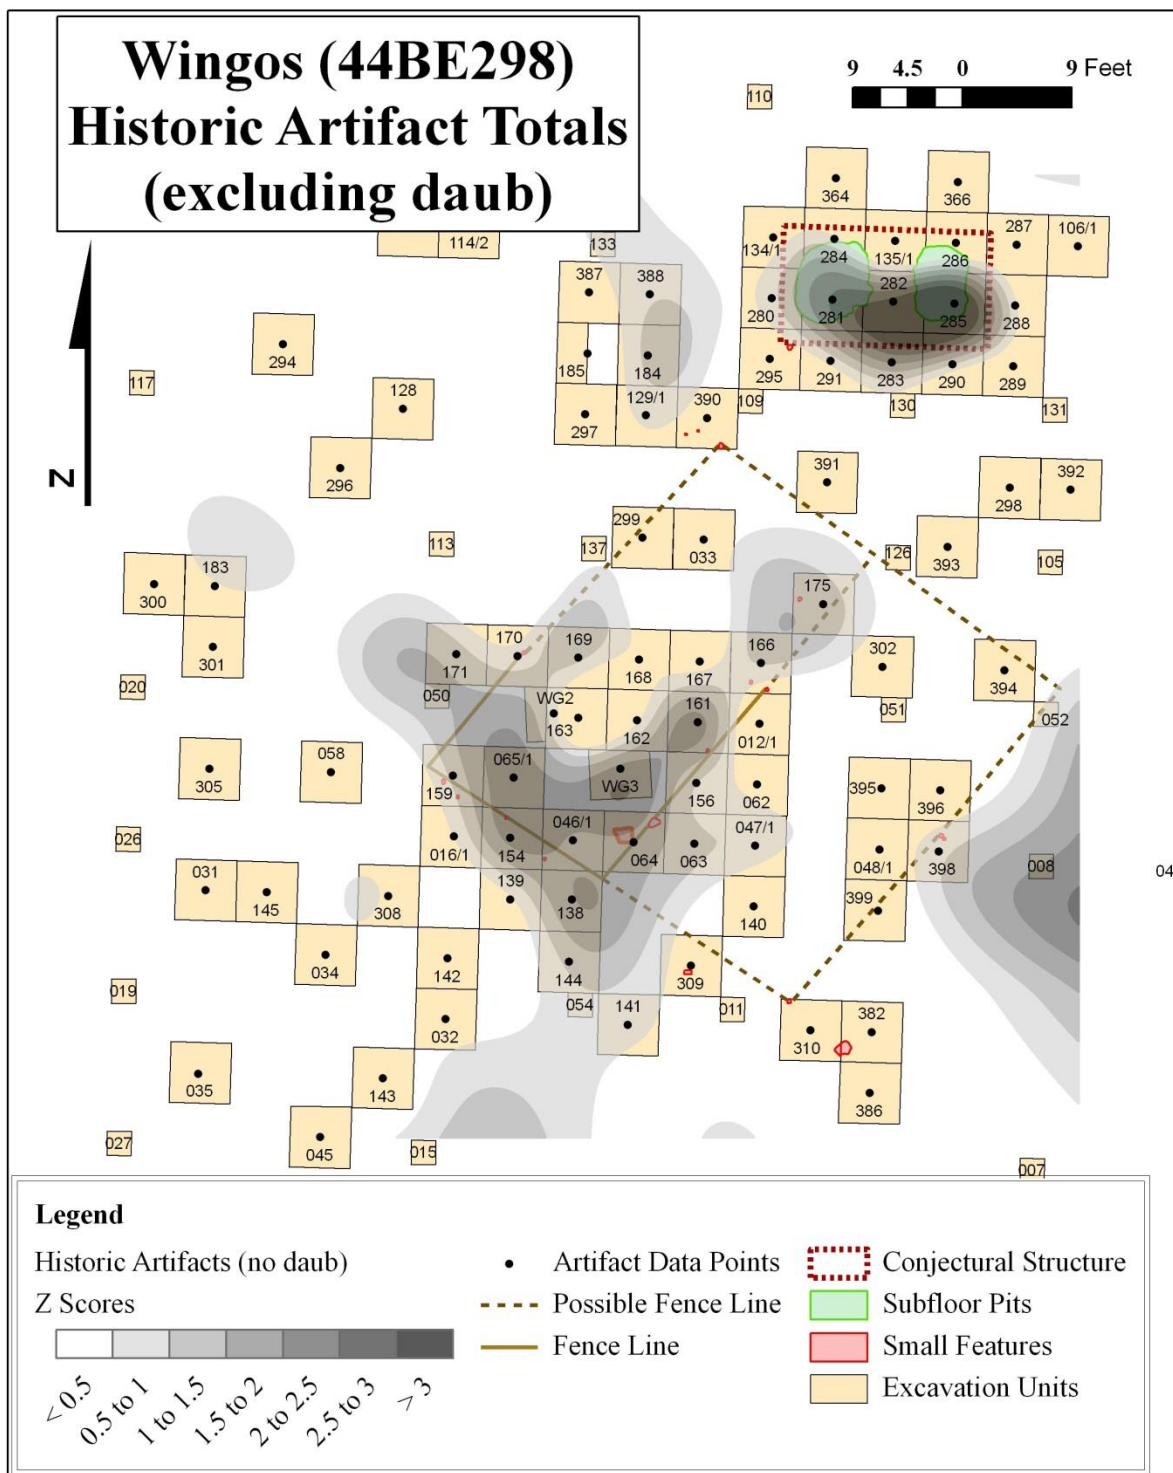 Wingos (44BE298)
Historic Artifact Totals
(excluding daub)
9 4.5 0 9 Feet
110
364 366
134/1 284 135/1 286 287 106/1
114/2 133
387 388
280 281 282 285 288
294
185 184
295 291 283 290 289
117 128
297 129/1 390 109 130 131
296
391 298 392
Z
113 137 299 033 126 393 105
300 183 175
301 171 170 169 168 167 166 302 394
020 050 WG2 163 162 161 012/1 051 052
305 058 159 065/1 WG3 156 062 395 396
026 016/1 154 046/1 064 063 047/1 048/1 398 008 04
031 145 308 139 138 140 399
034 142 144 309
019 054 141 011 310 382
032
035 143 386
027 045 015 007
Legend
Historic Artifacts (no daub)
Z Scores
< 0.5
0.5 to 1
1 to 1.5
1.5 to 2
2 to 2.5
2.5 to 3
> 3
Artifact Data Points
Possible Fence Line
Fence Line
Conjectural Structure
Subfloor Pits
Small Features
Excavation Units